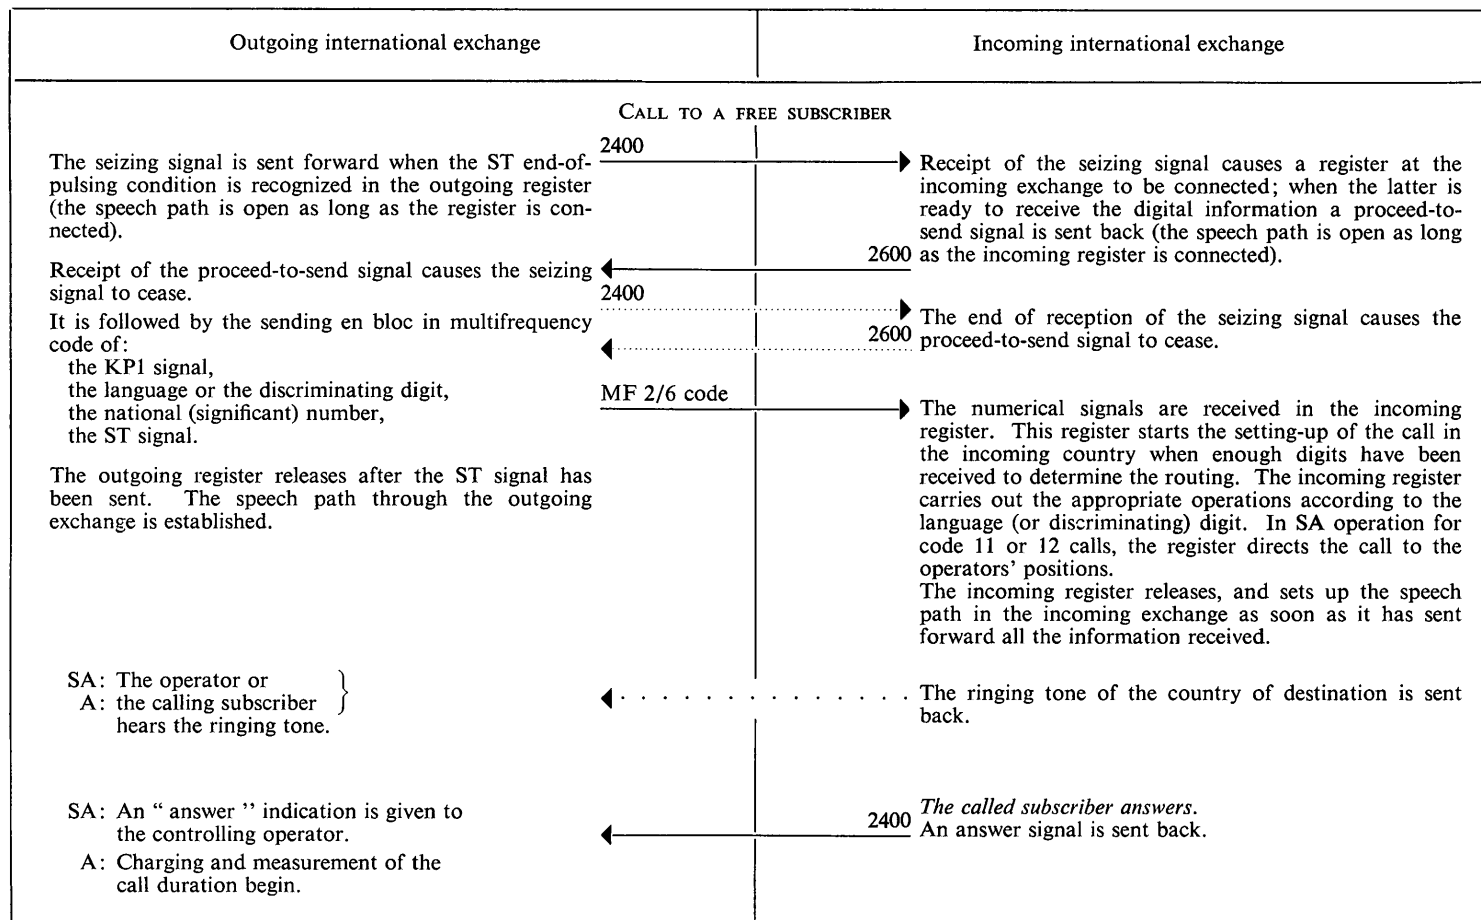 Outgoing international exchange
Incoming international exchange
CALL TO A FREE SUBSCRIBER
2400
The seizing signal is sent forward when the ST end-of-
pulsing condition is recognized in the outgoing register
(the speech path is open as long as the register is con-
nected).
Receipt of the seizing signal causes a register at the
incoming exchange to be connected; when the latter is
ready to receive the digital information a proceed-to-
send signal is sent back (the speech path is open as long
as the incoming register is connected).
2600
Receipt of the proceed-to-send signal causes the seizing
signal to cease.
2400
It is followed by the sending en bloc in multifrequency
code of:
the KP1 signal,
the language or the discriminating digit,
the national (significant) number,
the ST signal.
The end of reception of the seizing signal causes the
proceed-to-send signal to cease.
2600
MF 2/6 code
The numerical signals are received in the incoming
register. This register starts the setting-up of the call in
the incoming country when enough digits have been
received to determine the routing. The incoming register
carries out the appropriate operations according to the
language (or discriminating) digit. In SA operation for
code 11 or 12 calls, the register directs the call to the
operators' positions.
The incoming register releases, and sets up the speech
path in the incoming exchange as soon as it has sent
forward all the information received.
The outgoing register releases after the ST signal has
been sent. The speech path through the outgoing
exchange is established.
SA: The operator or
A: the calling subscriber
hears the ringing tone.
The ringing tone of the country of destination is sent
back.
SA: An “ answer ” indication is given to
the controlling operator.
A: Charging and measurement of the
call duration begin.
The called subscriber answers.
2400
An answer signal is sent back.